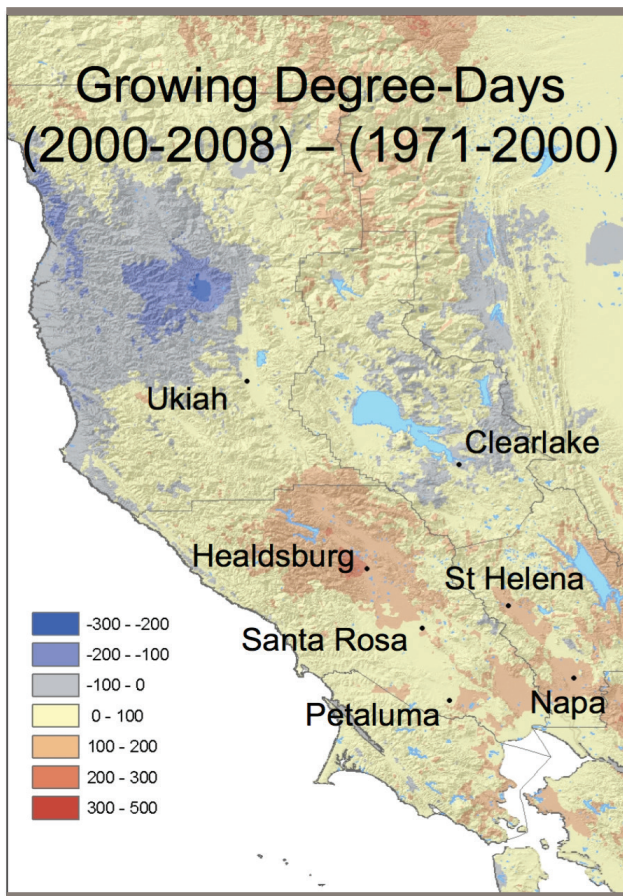 Growing Degree-Days
(2000-2008) – (1971-2000)
Ukiah
Clearlake
Healdsburg
St Helena
Santa Rosa
Petaluma
Napa
-300 - -200
-200 - -100
-100 - 0
0 - 100
100 - 200
200 - 300
300 - 500